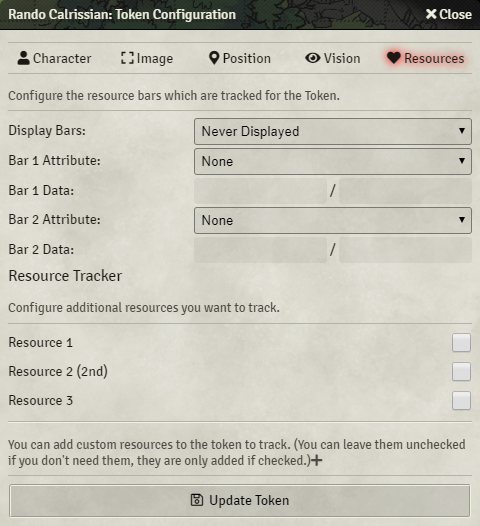 Rando Calrissian: Token Configuration
Close
Character Image Position Vision Resources
Configure the resource bars which are tracked for the Token.
Display Bars: Never Displayed
Bar 1 Attribute: None
Bar 1 Data: /
Bar 2 Attribute: None
Bar 2 Data: /
Resource Tracker
Configure additional resources you want to track.
Resource 1
Resource 2 (2nd)
Resource 3
You can add custom resources to the token to track. (You can leave them unchecked
if you don't need them, they are only added if checked.)
Update Token